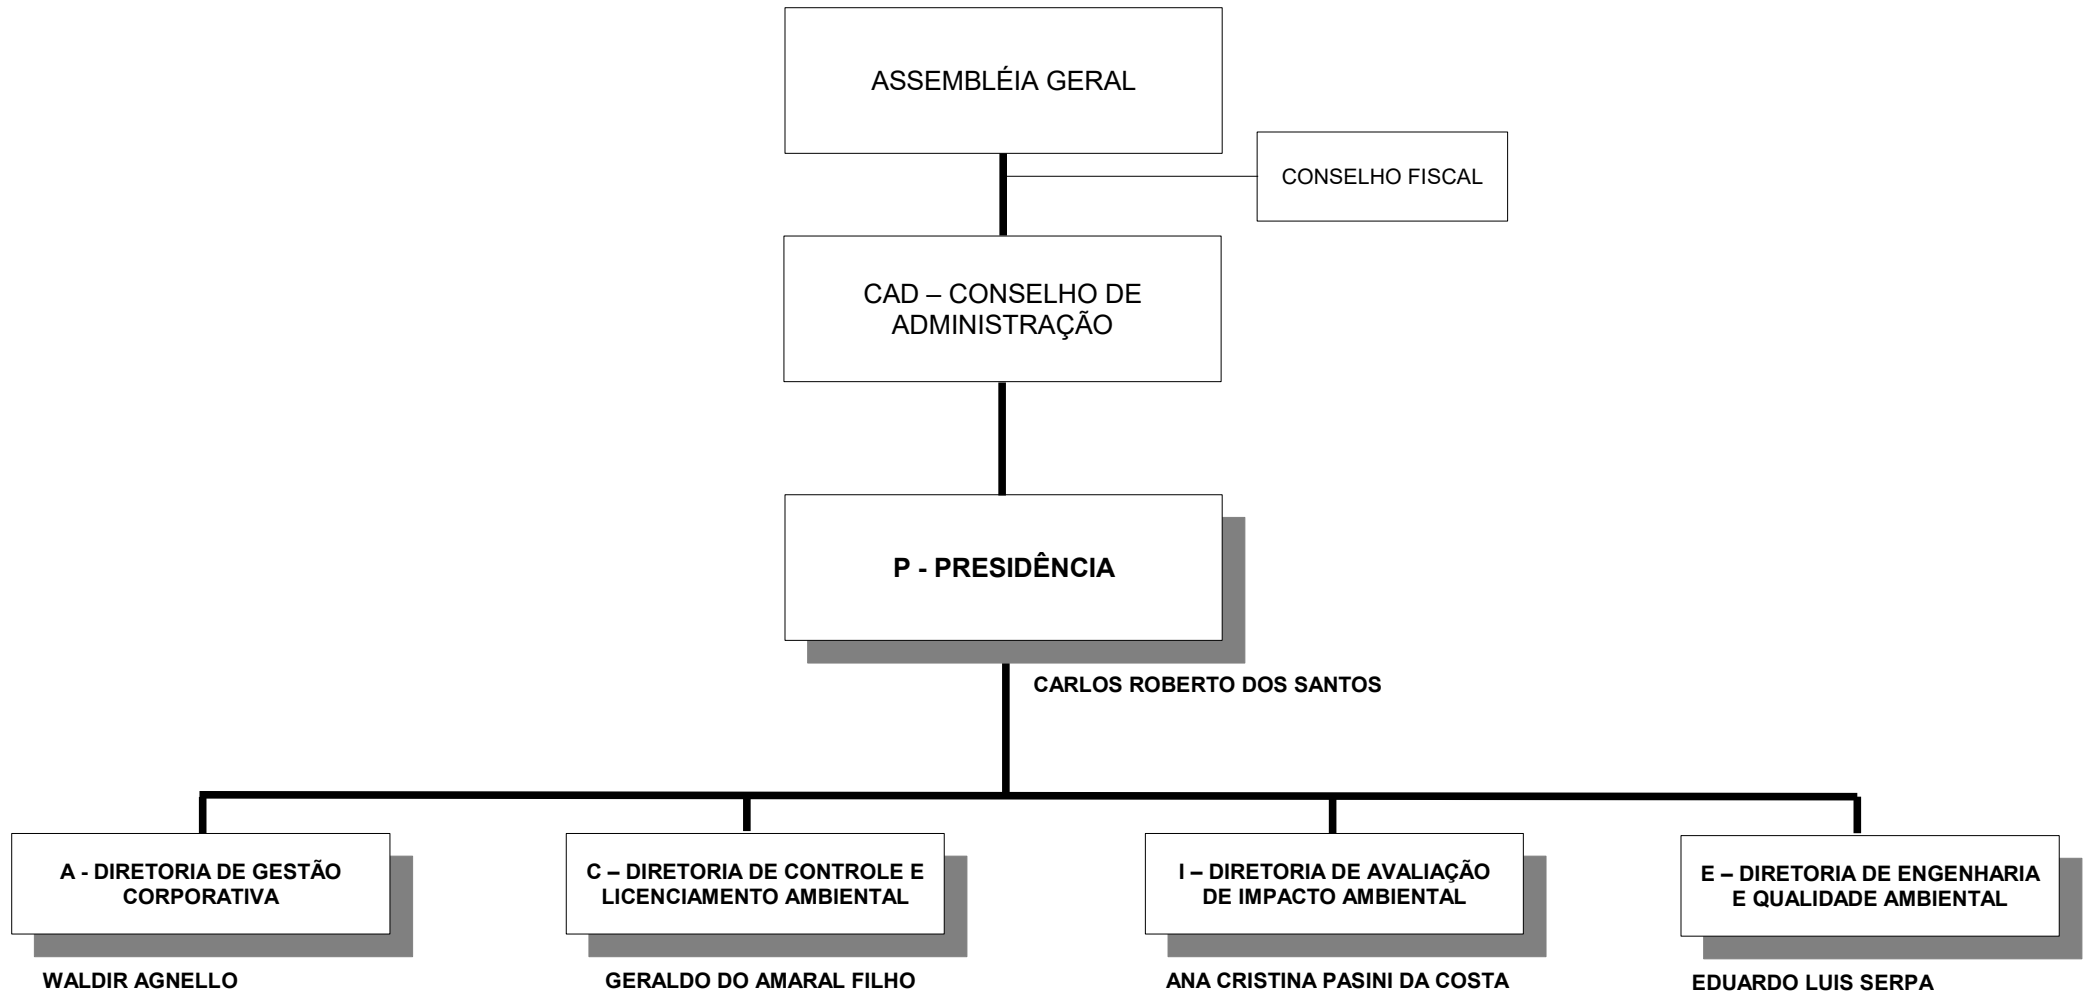 ASSEMBLÉIA GERAL
CONSELHO FISCAL
CAD – CONSELHO DE
ADMINISTRAÇÃO
P - PRESIDÊNCIA
CARLOS ROBERTO DOS SANTOS
A - DIRETORIA DE GESTÃO
CORPORATIVA
WALDIR AGNELLO
C – DIRETORIA DE CONTROLE E
LICENCIAMENTO AMBIENTAL
GERALDO DO AMARAL FILHO
I – DIRETORIA DE AVALIAÇÃO
DE IMPACTO AMBIENTAL
ANA CRISTINA PASINI DA COSTA
E – DIRETORIA DE ENGENHARIA
E QUALIDADE AMBIENTAL
EDUARDO LUIS SERPA